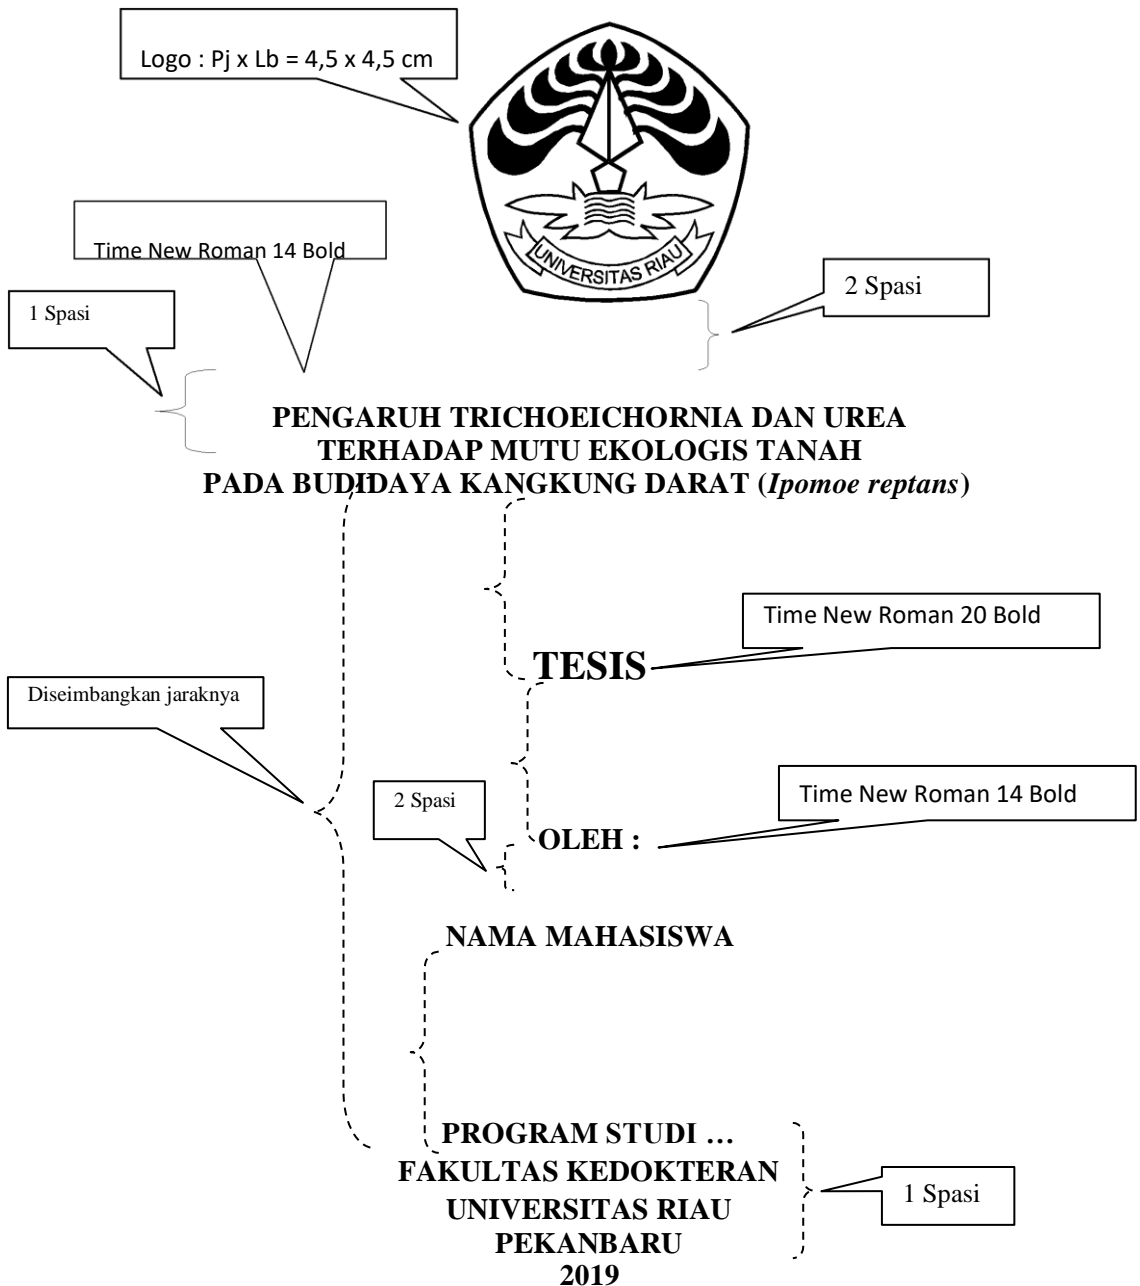 Logo : Pj x Lb = 4,5 x 4,5 cm
UNIVERSITAS RIAU
Time New Roman 14 Bold
2 Spasi
1 Spasi
PENGARUH TRICHOEICHORNIA DAN UREA
TERHADAP MUTU EKOLOGIS TANAH
PADA BUDIDAYA KANGKUNG DARAT (Ipomoe reptans)
Time New Roman 20 Bold
TESIS
Diseimbangkan jaraknya
Time New Roman 14 Bold
2 Spasi
OLEH :
NAMA MAHASISWA
PROGRAM STUDI …
FAKULTAS KEDOKTERAN
UNIVERSITAS RIAU
PEKANBARU
2019
1 Spasi